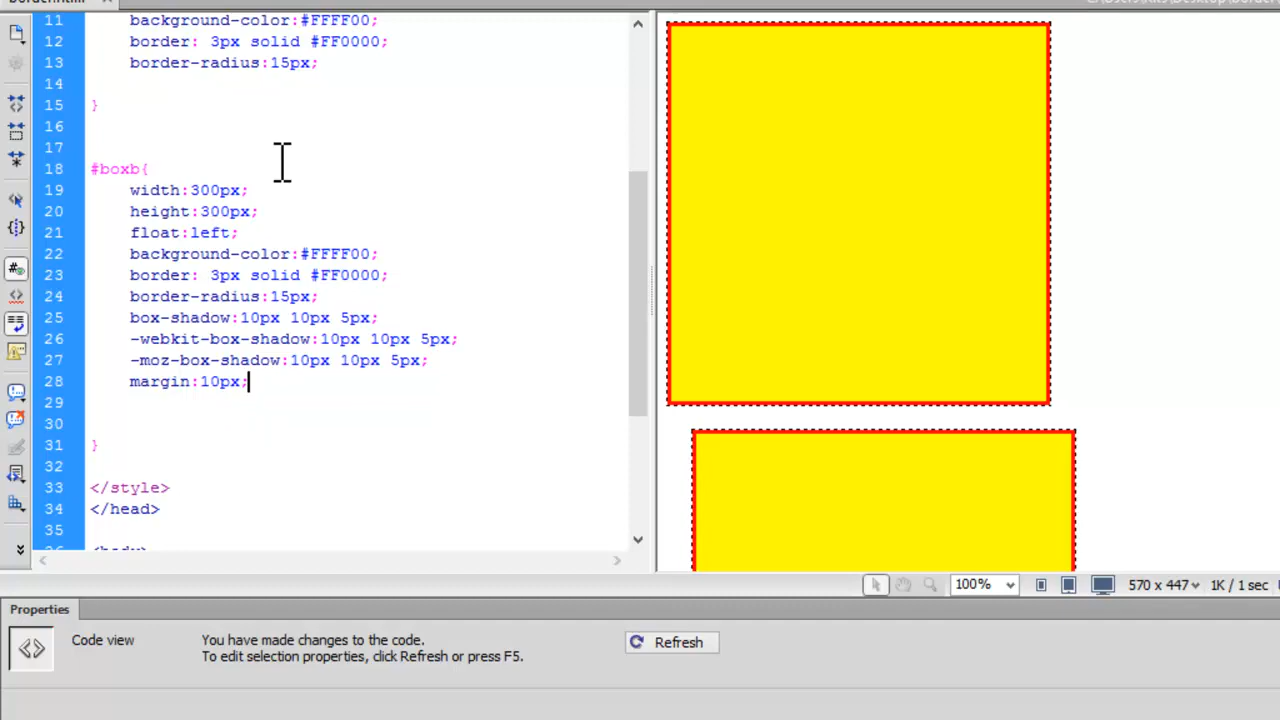 11 background-color:#FFFF00;
12 border: 3px solid #FF0000;
13 border-radius:15px;
14
15 }
16
17
18 #boxb{
19 width:300px;
20 height:300px;
21 float:left;
22 background-color:#FFFF00;
23 border: 3px solid #FF0000;
24 border-radius:15px;
25 box-shadow:10px 10px 5px;
26 -webkit-box-shadow:10px 10px 5px;
27 -moz-box-shadow:10px 10px 5px;
28 margin:10px;
29
30
31 }
32
33 </style>
34 </head>
35
100% 570 x 447 1K / 1 sec
Properties
Code view
You have made changes to the code.
To edit selection properties, click Refresh or press F5.
Refresh